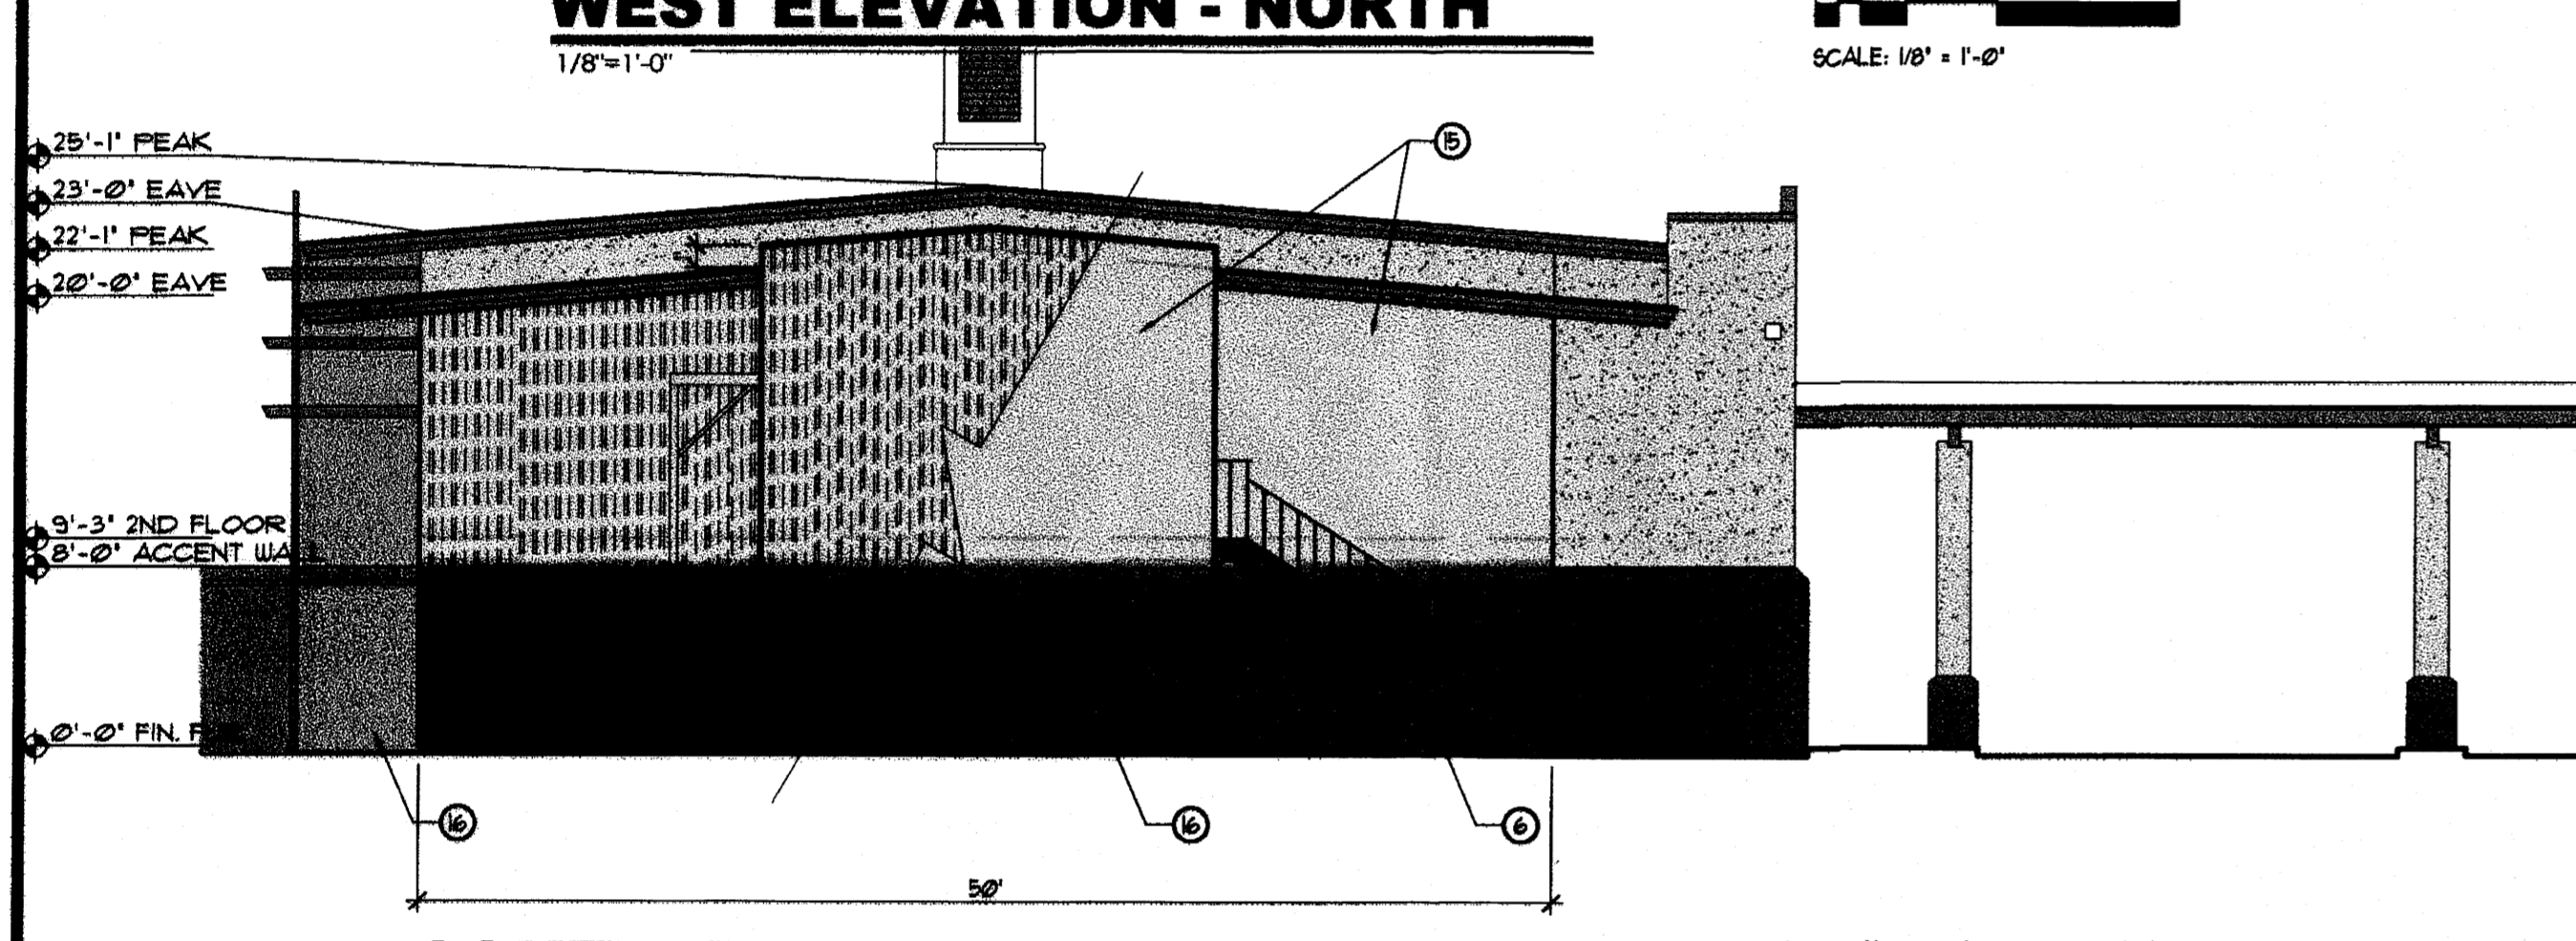 WEST ELEVATION - NORTH
1/8"=1'-0"
SCALE: 1/8" = 1'-0"
25'-1" PEAK
23'-0" EAVE
22'-1" PEAK
20'-0" EAVE
9'-3" 2ND FLOOR
8'-0" ACCENT
0'-0" FIN.
15
16
16
6
50'